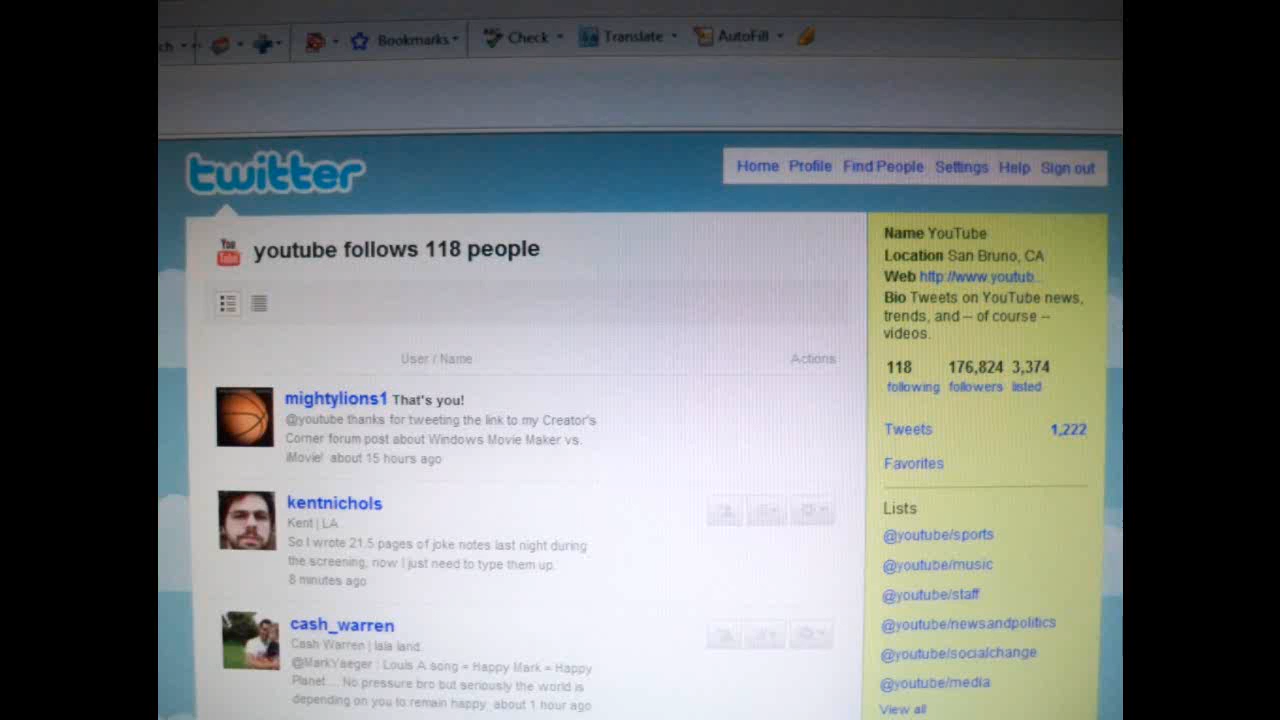 Bookmarks Check Translate AutoFill
twitter
Home Profile Find People Settings Help Sign out
You
Tube
youtube follows 118 people
User / Name Actions
mightylions1 That's you!
@youtube thanks for tweeting the link to my Creator's
Corner forum post about Windows Movie Maker vs.
iMovie! about 15 hours ago
kentnichols
Kent | LA
So I wrote 21.5 pages of joke notes last night during
the screening, now I just need to type them up.
8 minutes ago
cash_warren
Cash Warren | lala land.
@MarkYaeger : Louis A song = Happy Mark = Happy
Planet.... No pressure bro but seriously the world is
depending on you to remain happy about 1 hour ago
Name YouTube
Location San Bruno, CA
Web http://www.youtub...
Bio Tweets on YouTube news,
trends, and -- of course --
videos.
118 176,824 3,374
following followers listed
Tweets 1,222
Favorites
Lists
@youtube/sports
@youtube/music
@youtube/staff
@youtube/newsandpolitics
@youtube/socialchange
@youtube/media
View all